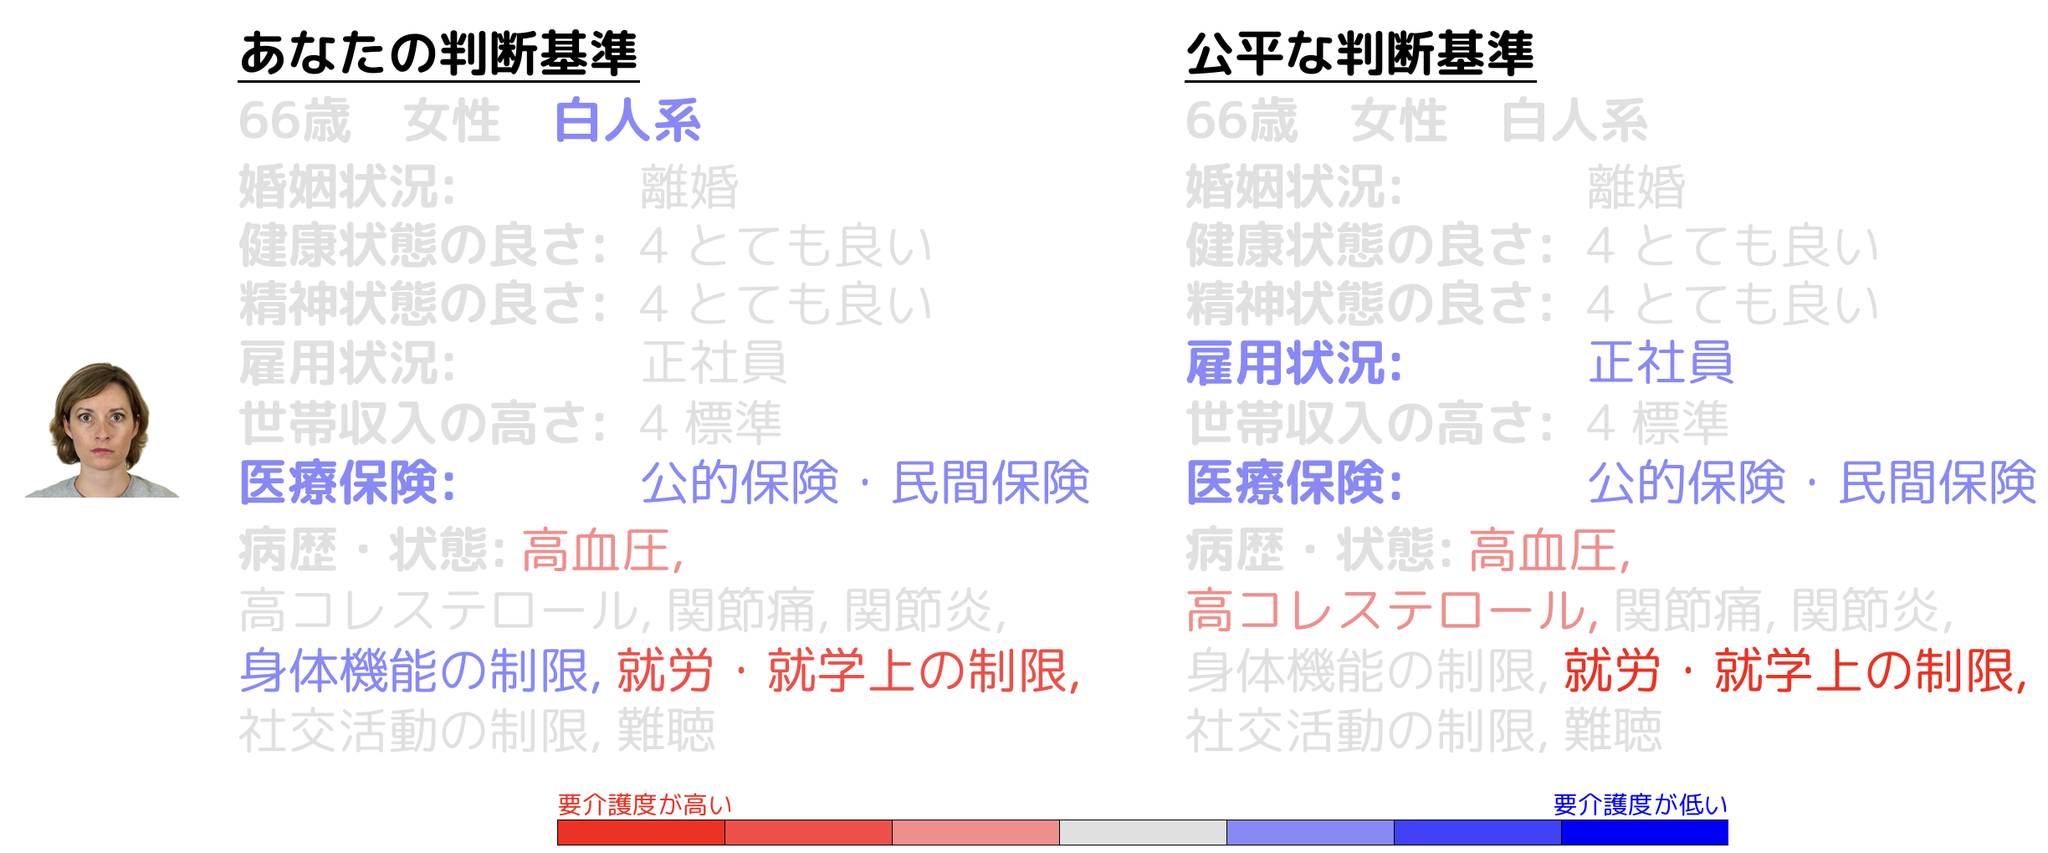 あなたの判断基準
66歳 女性 白人系
婚姻状況: 離婚
健康状態の良さ: 4 とても良い
精神状態の良さ: 4 とても良い
雇用状況: 正社員
世帯収入の高さ: 4 標準
医療保険: 公的保険・民間保険
病歴・状態: 高血圧,
高コレステロール, 関節痛, 関節炎,
身体機能の制限, 就労・就学上の制限,
社交活動の制限, 難聴
公平な判断基準
66歳 女性 白人系
婚姻状況: 離婚
健康状態の良さ: 4 とても良い
精神状態の良さ: 4 とても良い
雇用状況: 正社員
世帯収入の高さ: 4 標準
医療保険: 公的保険・民間保険
病歴・状態: 高血圧,
高コレステロール, 関節痛, 関節炎,
身体機能の制限, 就労・就学上の制限,
社交活動の制限, 難聴
要介護度が高い
要介護度が低い